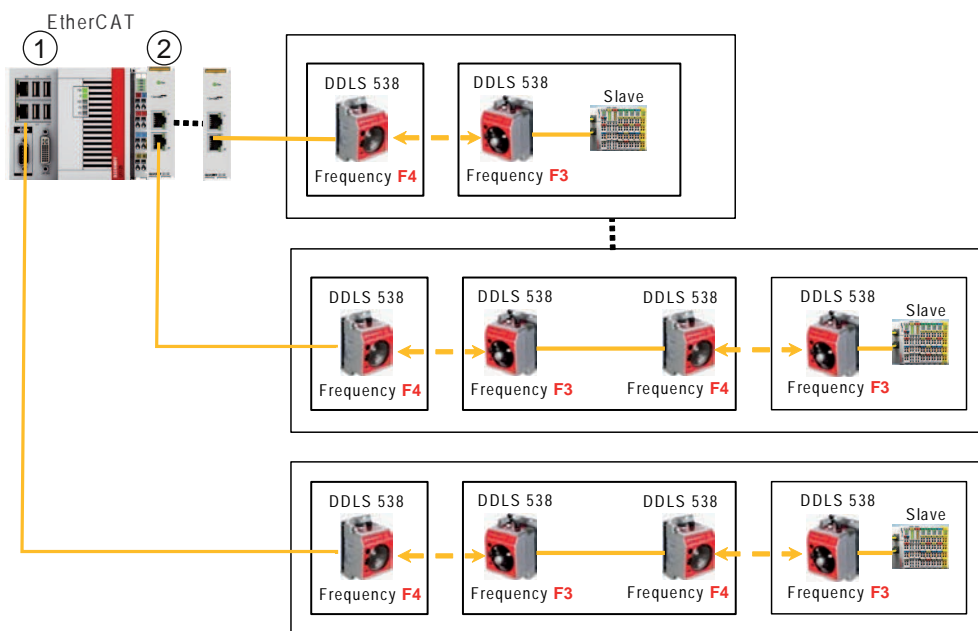 EtherCAT
1
2
DDLS 538
DDLS 538
Slave
Frequency F4
Frequency F3
DDLS 538
DDLS 538
DDLS 538
DDLS 538
Slave
Frequency F4
Frequency F3
Frequency F4
Frequency F3
DDLS 538
DDLS 538
DDLS 538
DDLS 538
Slave
Frequency F4
Frequency F3
Frequency F4
Frequency F3